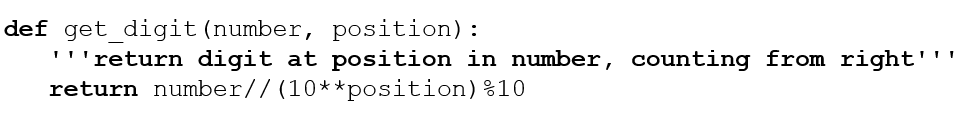 def get_digit(number, position):
   '''return digit at position in number, counting from right'''
   return number//(10**position)%10